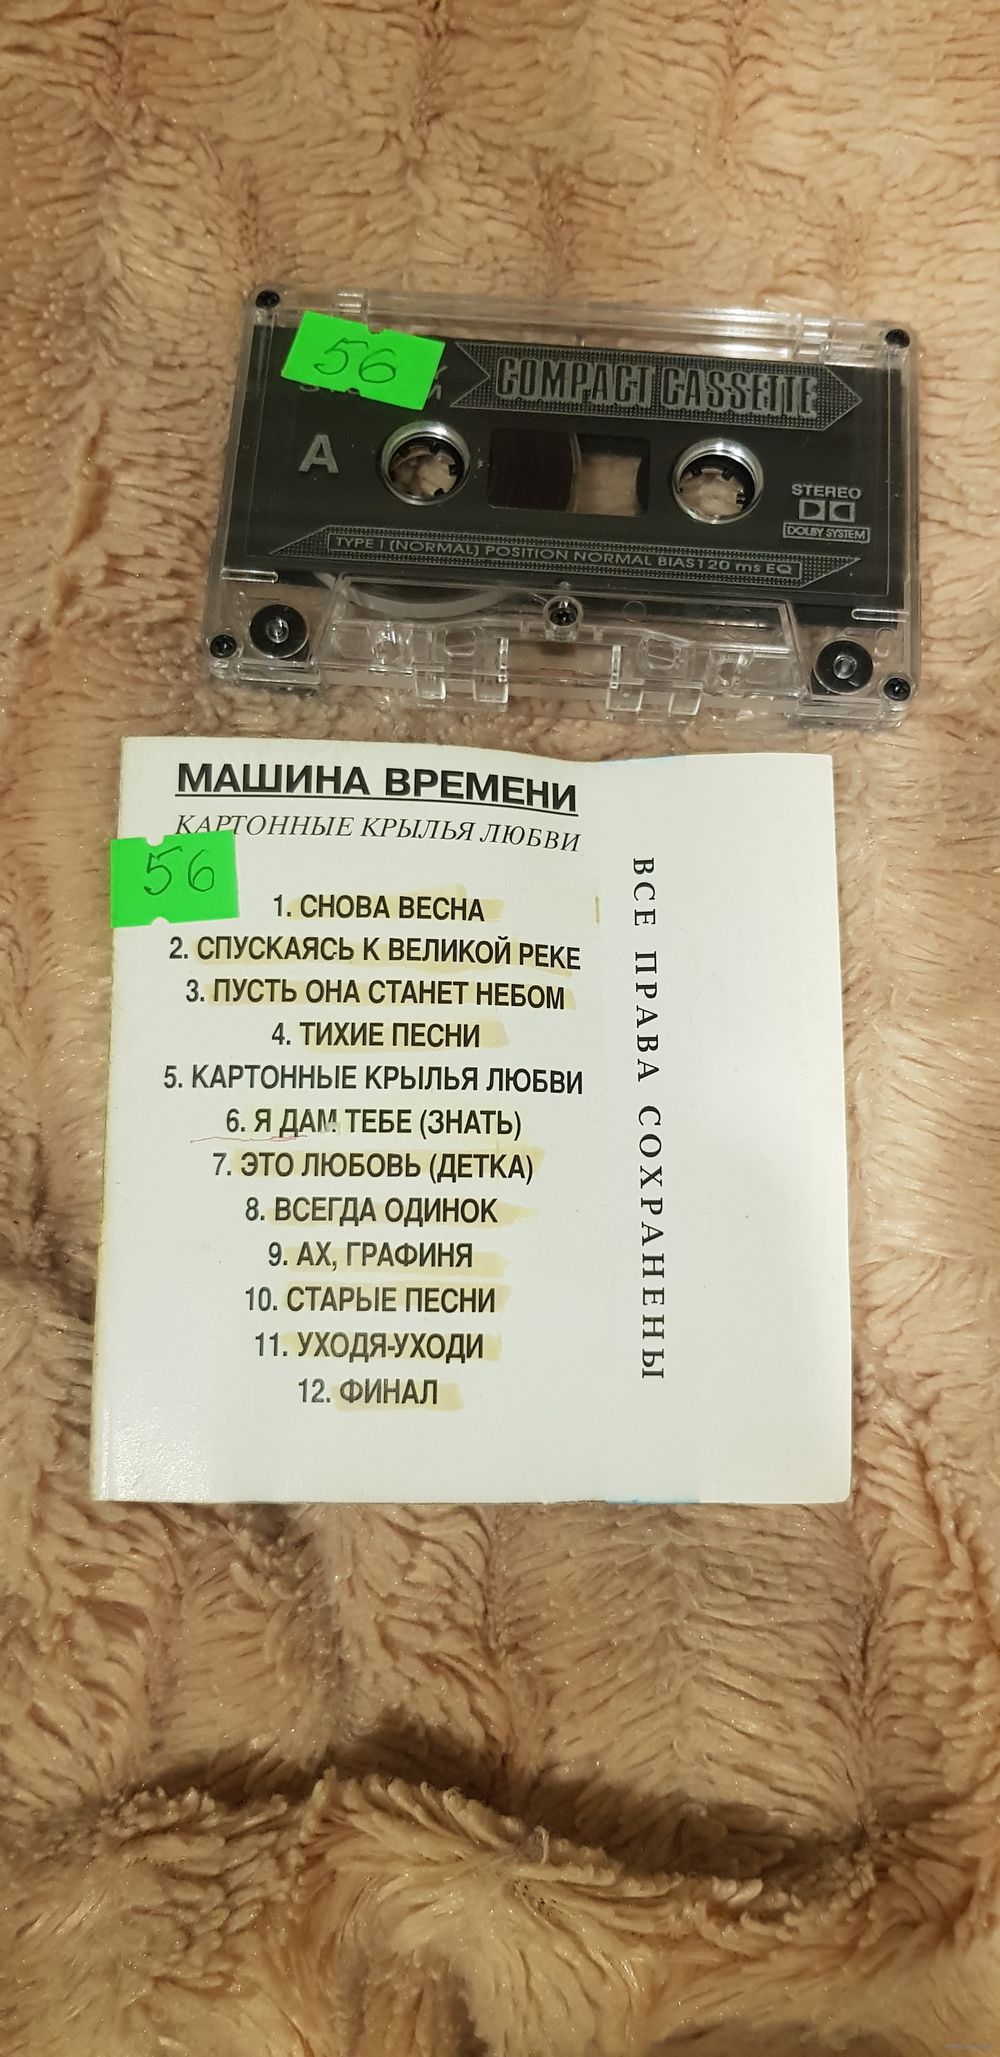 56
COMPACT CASSETTE
A
STEREO
DOLBY SYSTEM
TYPE I (NORMAL) POSITION NORMAL BIAS 120 ms EQ
МАШИНА ВРЕМЕНИ
КАРТОННЫЕ КРЫЛЬЯ ЛЮБВИ
56
1. СНОВА ВЕСНА
2. СПУСКАЯСЬ К ВЕЛИКОЙ РЕКЕ
3. ПУСТЬ ОНА СТАНЕТ НЕБОМ
4. ТИХИЕ ПЕСНИ
5. КАРТОННЫЕ КРЫЛЬЯ ЛЮБВИ
6. Я ДАМ ТЕБЕ (ЗНАТЬ)
7. ЭТО ЛЮБОВЬ (ДЕТКА)
8. ВСЕГДА ОДИНОК
9. АХ, ГРАФИНЯ
10. СТАРЫЕ ПЕСНИ
11. УХОДЯ-УХОДИ
12. ФИНАЛ
ВСЕ ПРАВА СОХРАНЕНЫ